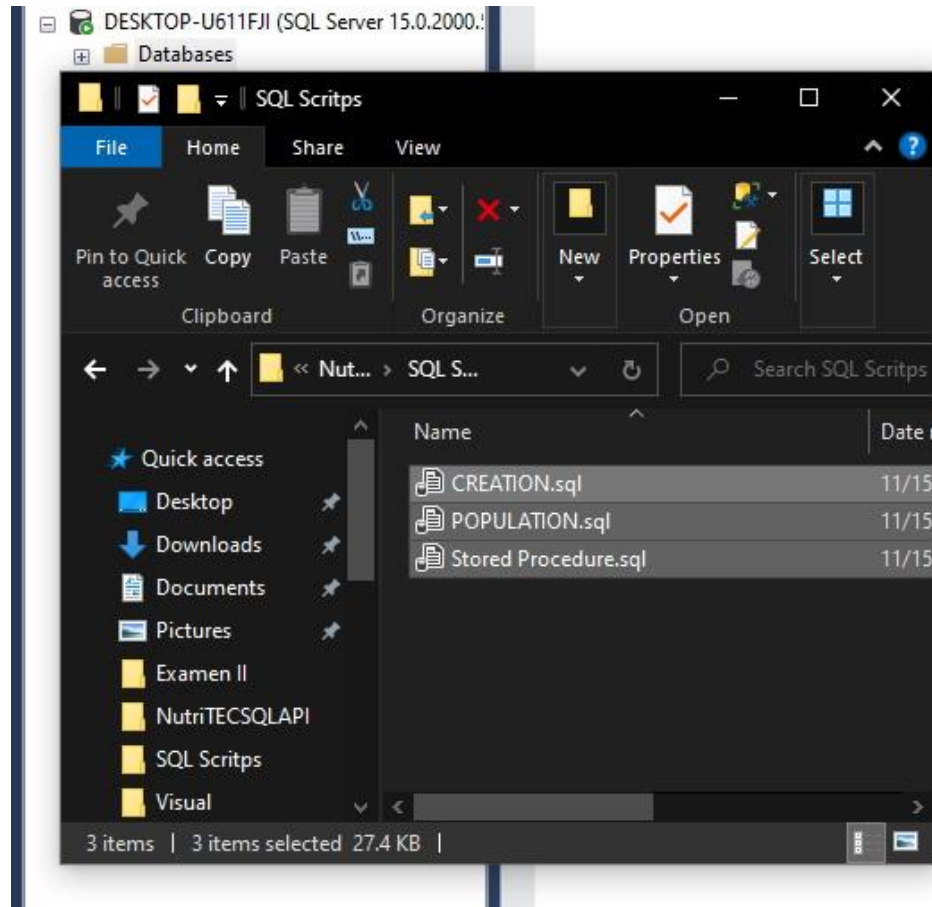 DESKTOP-U611FJI (SQL Server 15.0.2000.
Databases
SQL Scritps
File Home Share View
Pin to Quick access
Copy
Paste
New
Properties
Select
Clipboard
Organize
Open
« Nut... › SQL S...
Search SQL Scritps
Name
Date
Quick access
Desktop
Downloads
Documents
Pictures
Examen II
NutriTECSQLAPI
SQL Scritps
Visual
CREATION.sql 11/15
POPULATION.sql 11/15
Stored Procedure.sql 11/15
3 items | 3 items selected 27.4 KB |